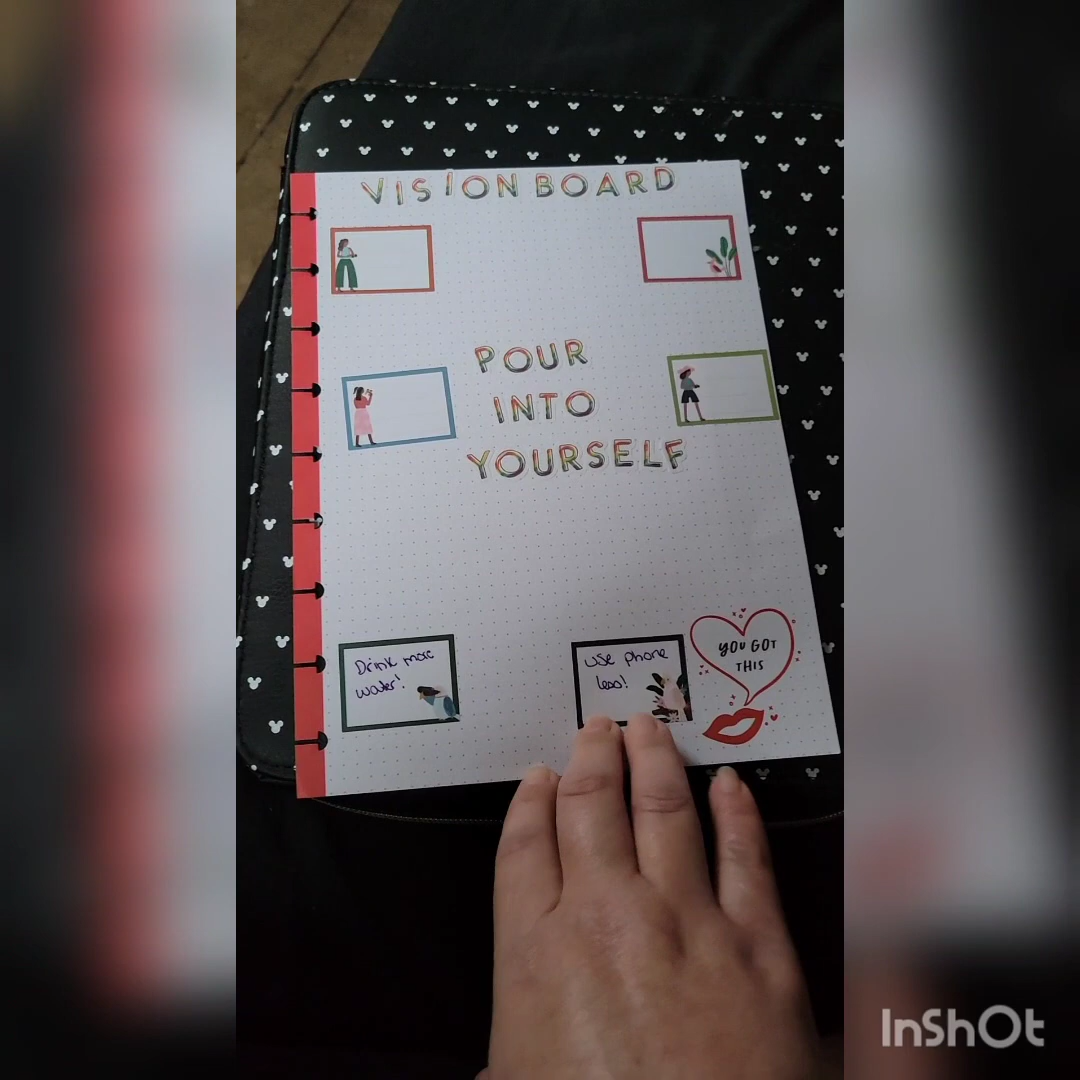 VISION BOARD
POUR
INTO
YOURSELF
Drink more
water!
use phone
less!
YOU GOT
THIS
InShOt